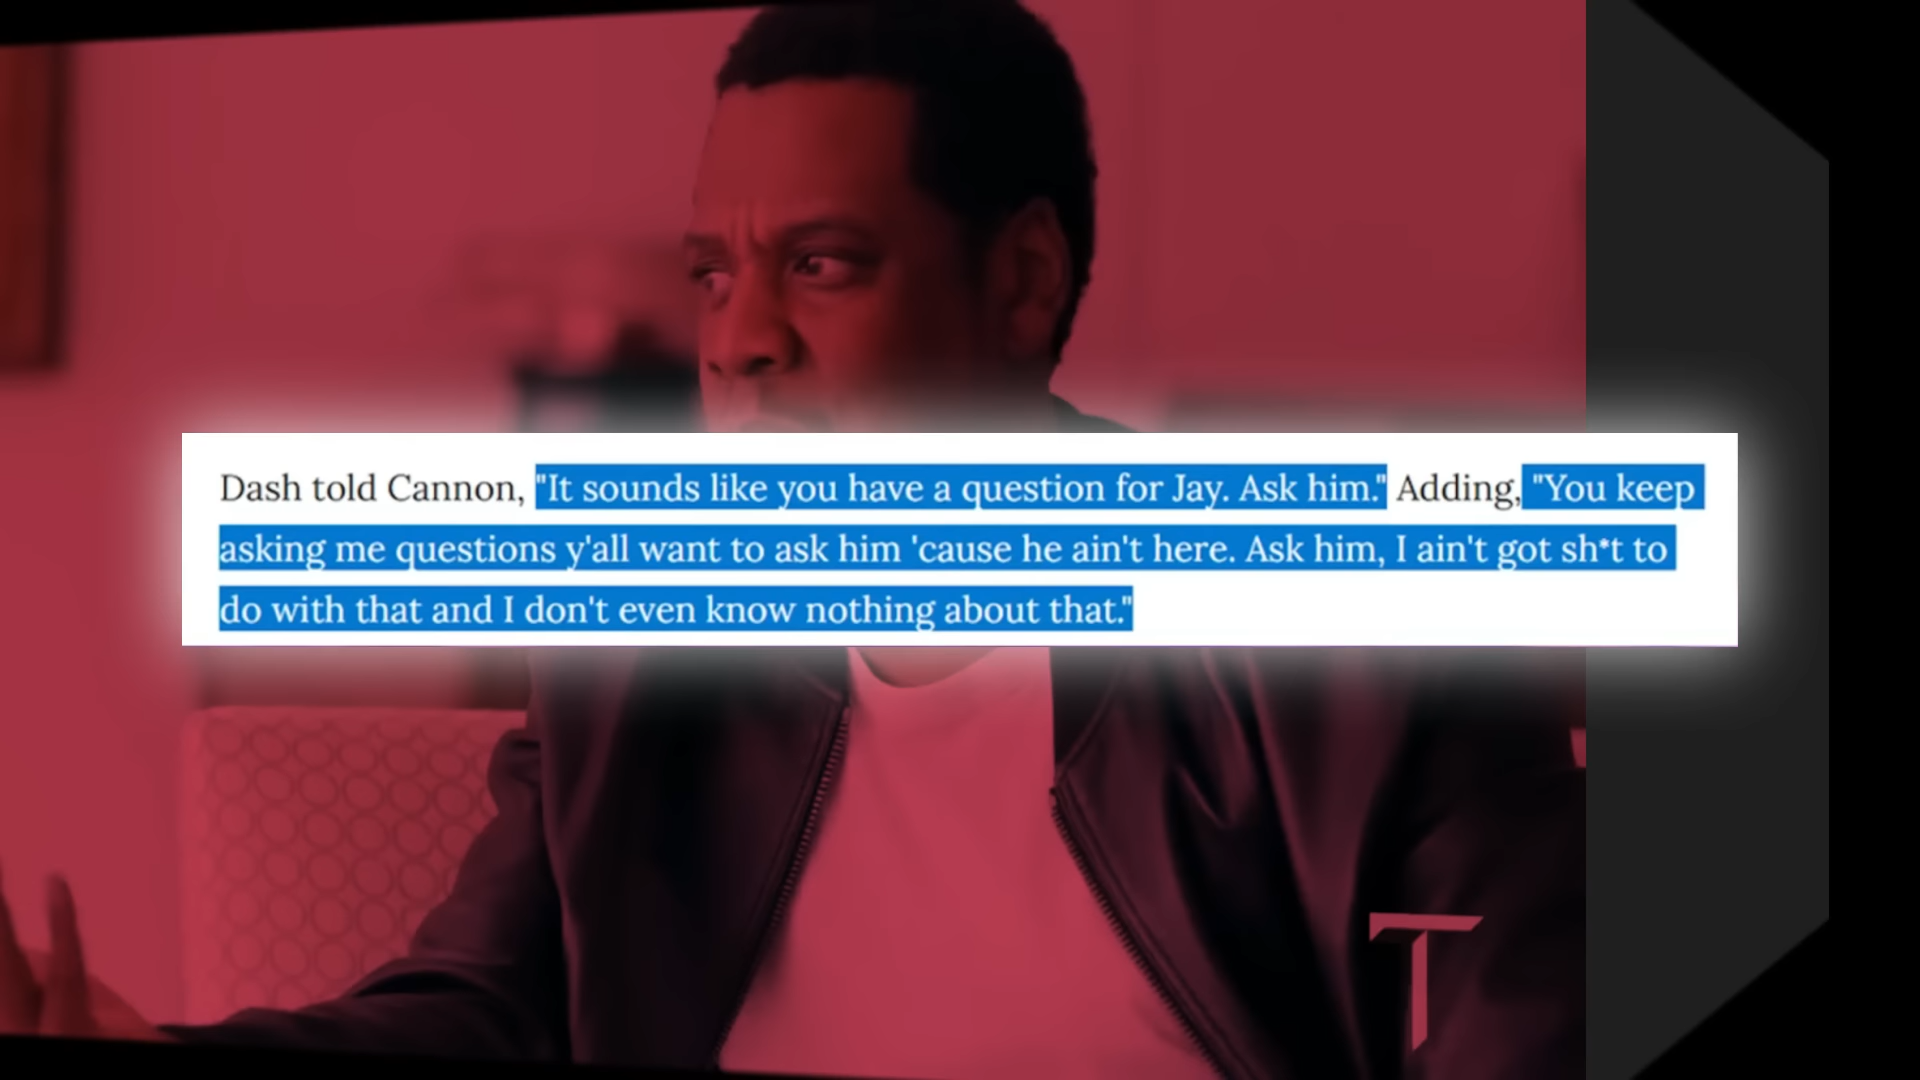 Dash told Cannon, "It sounds like you have a question for Jay. Ask him." Adding, "You keep
asking me questions y'all want to ask him 'cause he ain't here. Ask him, I ain't got sh*t to
do with that and I don't even know nothing about that."
T